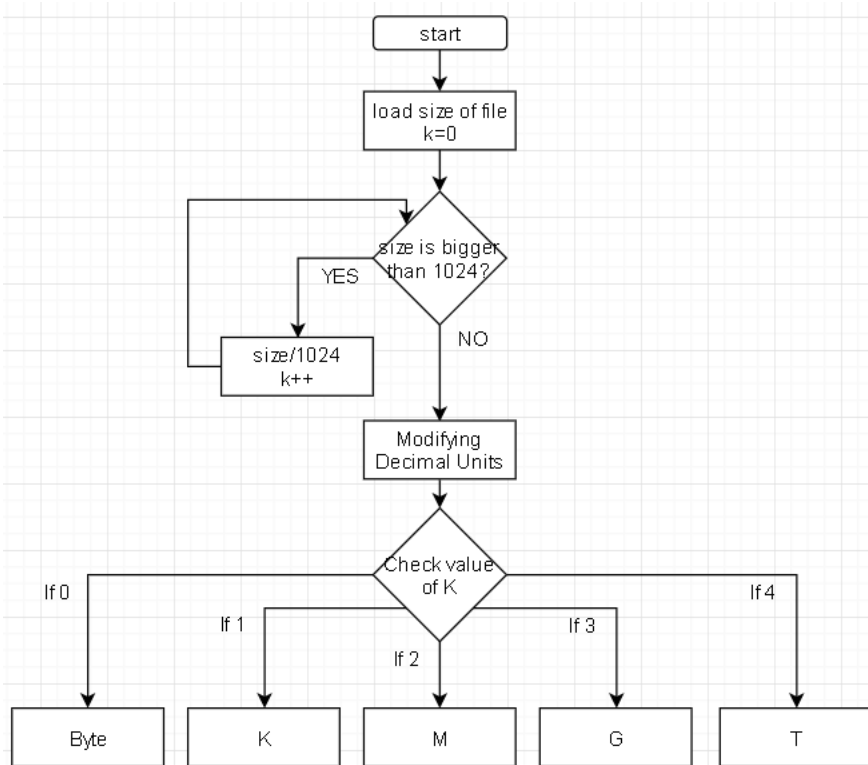 start
load size of file
k=0
size is bigger
than 1024?
YES
size/1024
k++
NO
Modifying
Decimal Units
Check value
of K
If 0
If 1
If 2
If 3
If 4
Byte
K
M
G
T